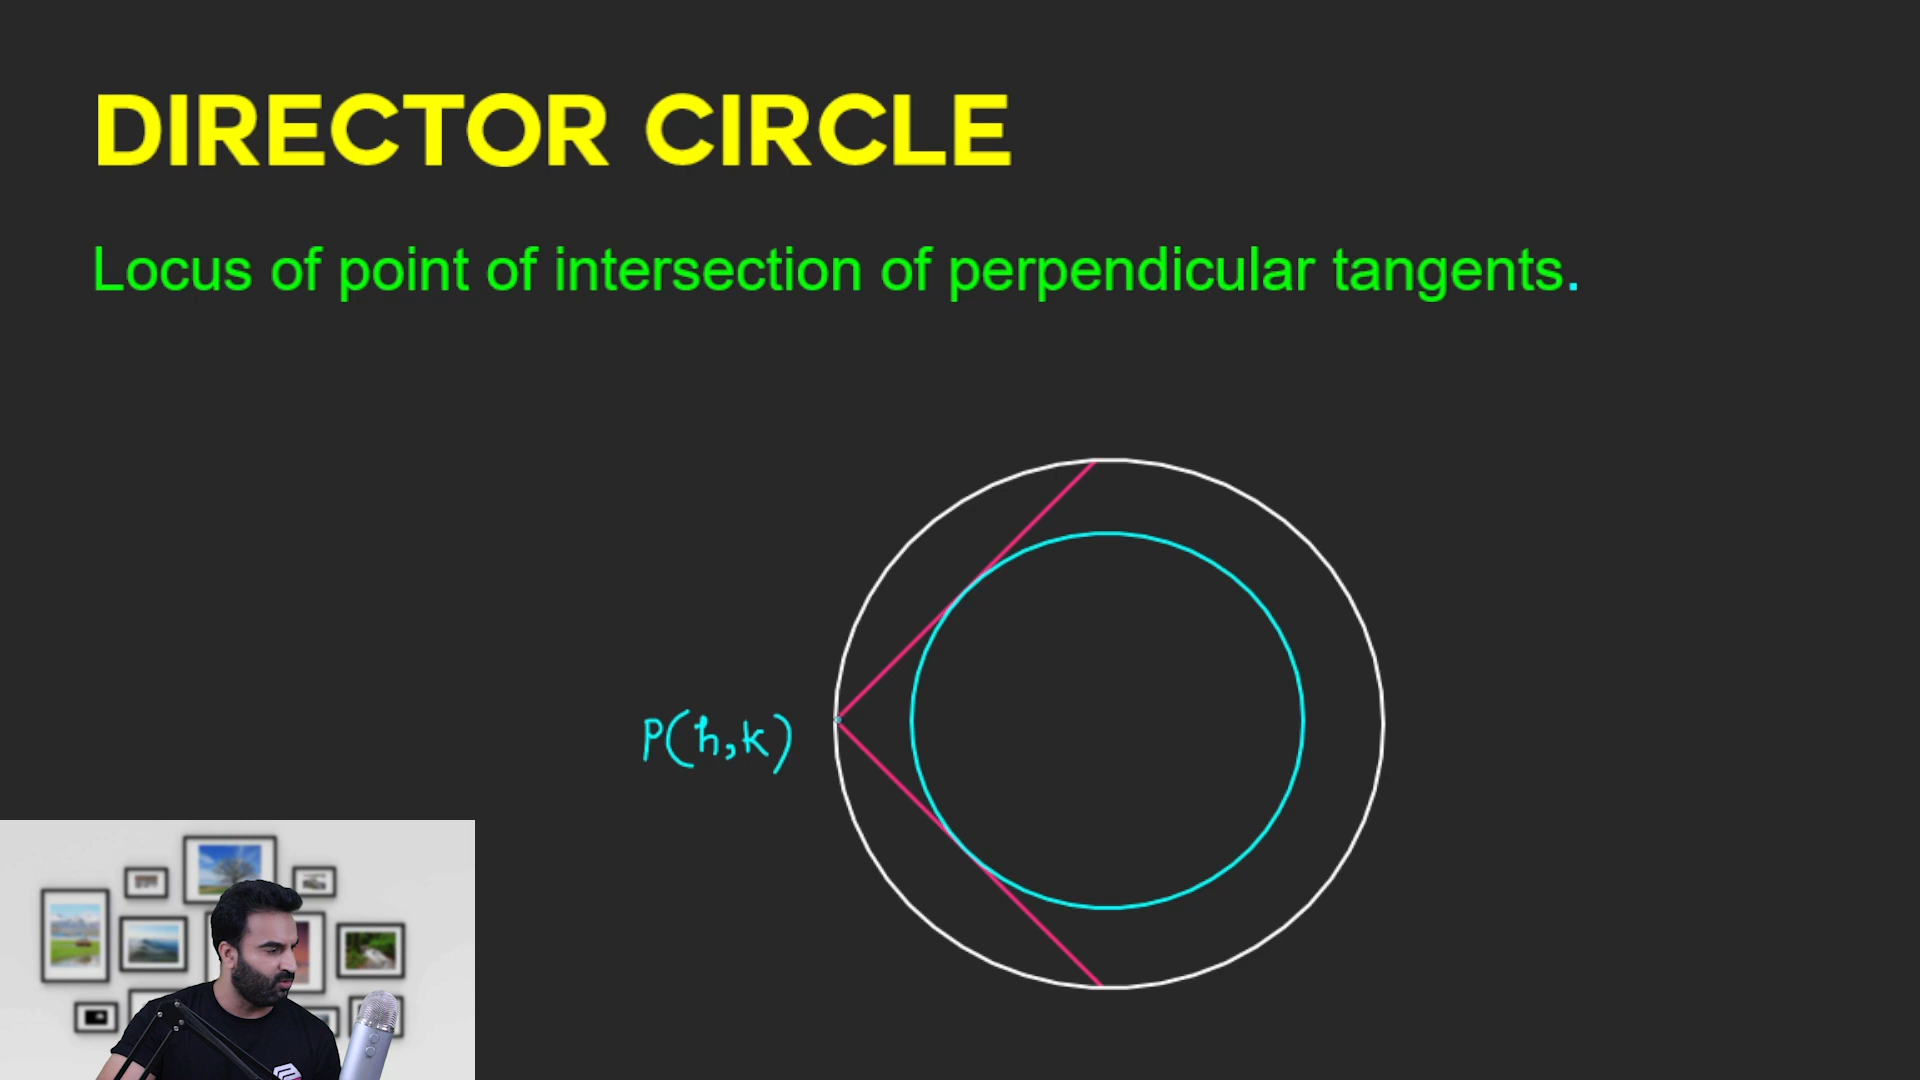 DIRECTOR CIRCLE
Locus of point of intersection of perpendicular tangents.
P(h,k)